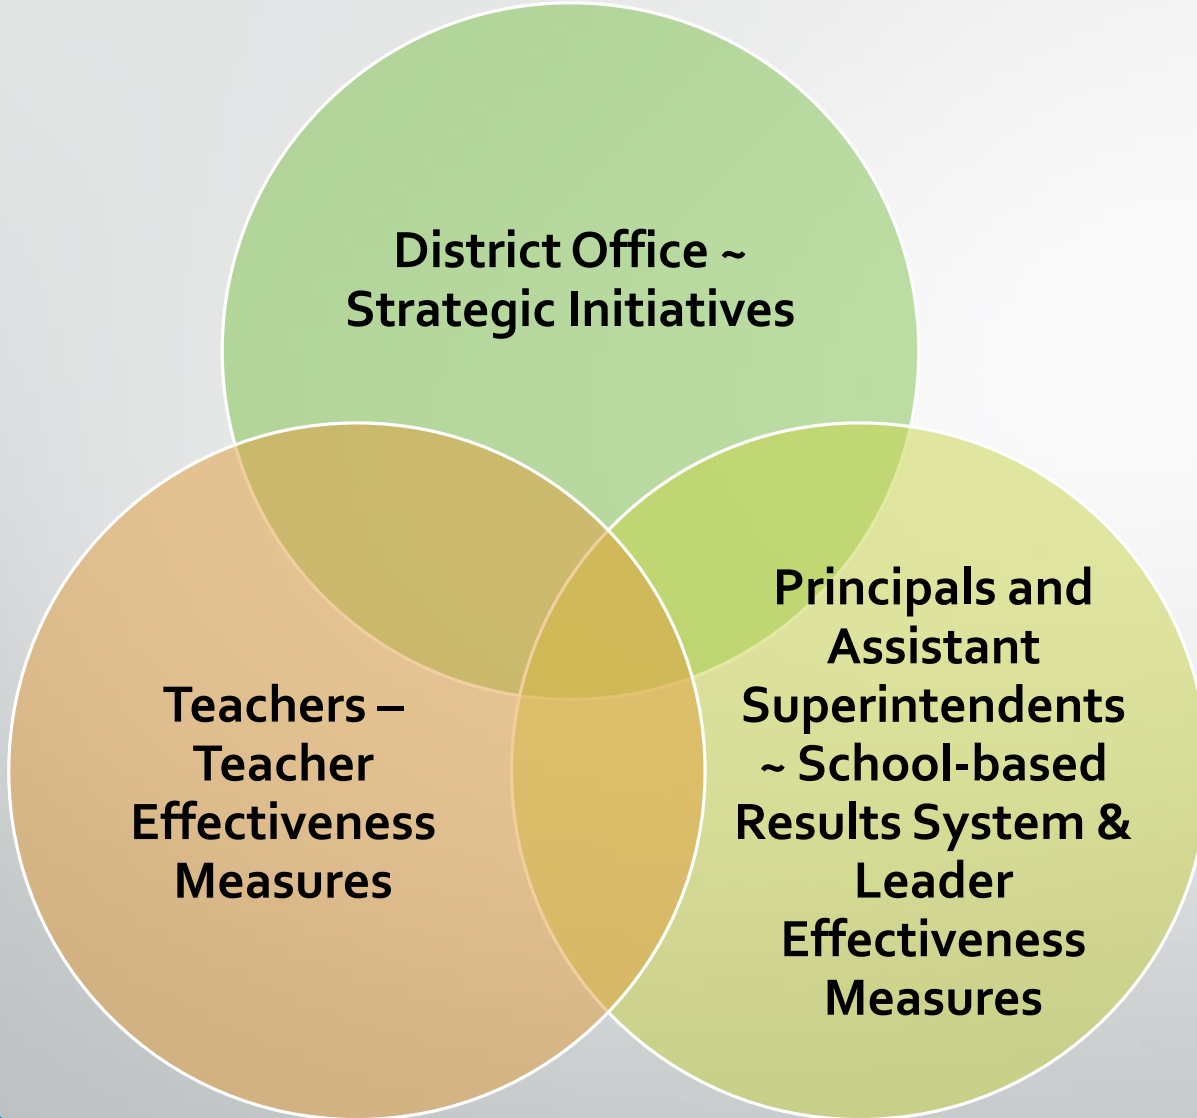 District Office ~
Strategic Initiatives
Teachers –
Teacher
Effectiveness
Measures
Principals and
Assistant
Superintendents
~ School-based
Results System &
Leader
Effectiveness
Measures